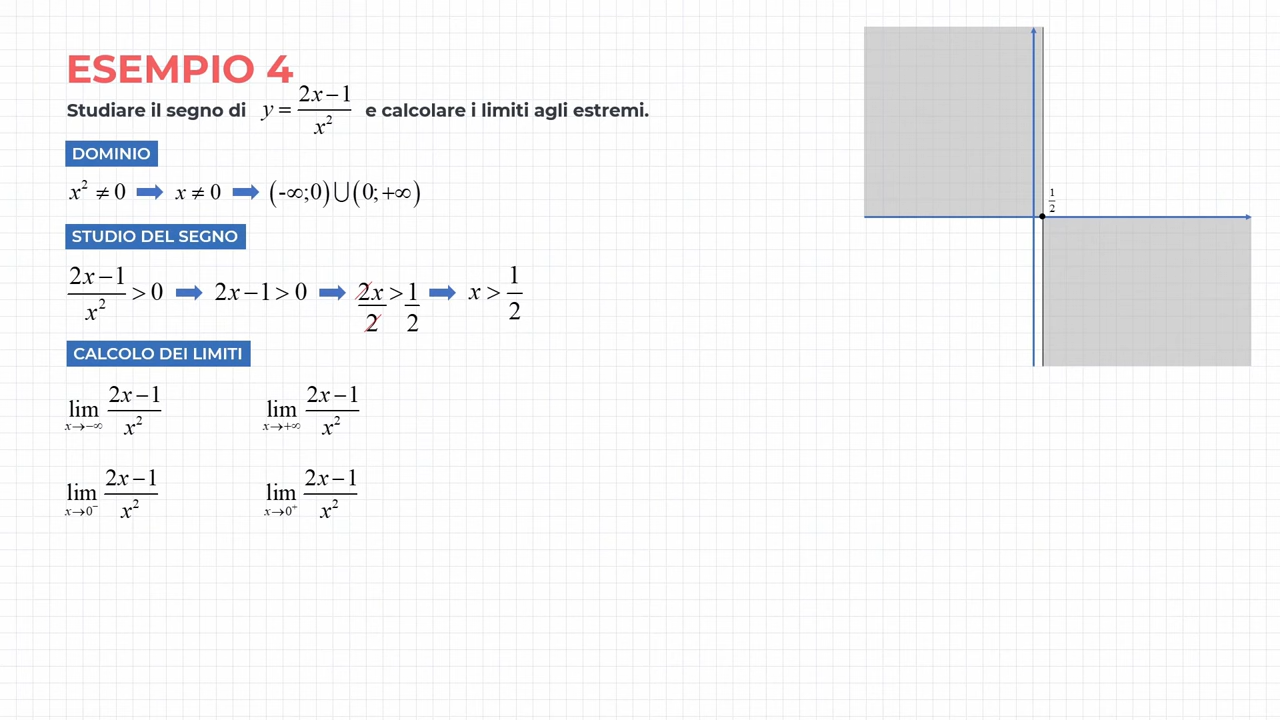 ESEMPIO 4
Studiare il segno di y = (2x−1)/x² e calcolare i limiti agli estremi.
DOMINIO
x² ≠ 0 ➡ x ≠ 0 ➡ (-∞;0)∪(0;+∞)
STUDIO DEL SEGNO
(2x−1)/x² > 0 ➡ 2x−1 > 0 ➡ 2x/2 > 1/2 ➡ x > 1/2
CALCOLO DEI LIMITI
lim x→−∞ (2x−1)/x² lim x→+∞ (2x−1)/x²
lim x→0⁻ (2x−1)/x² lim x→0⁺ (2x−1)/x²
1/2